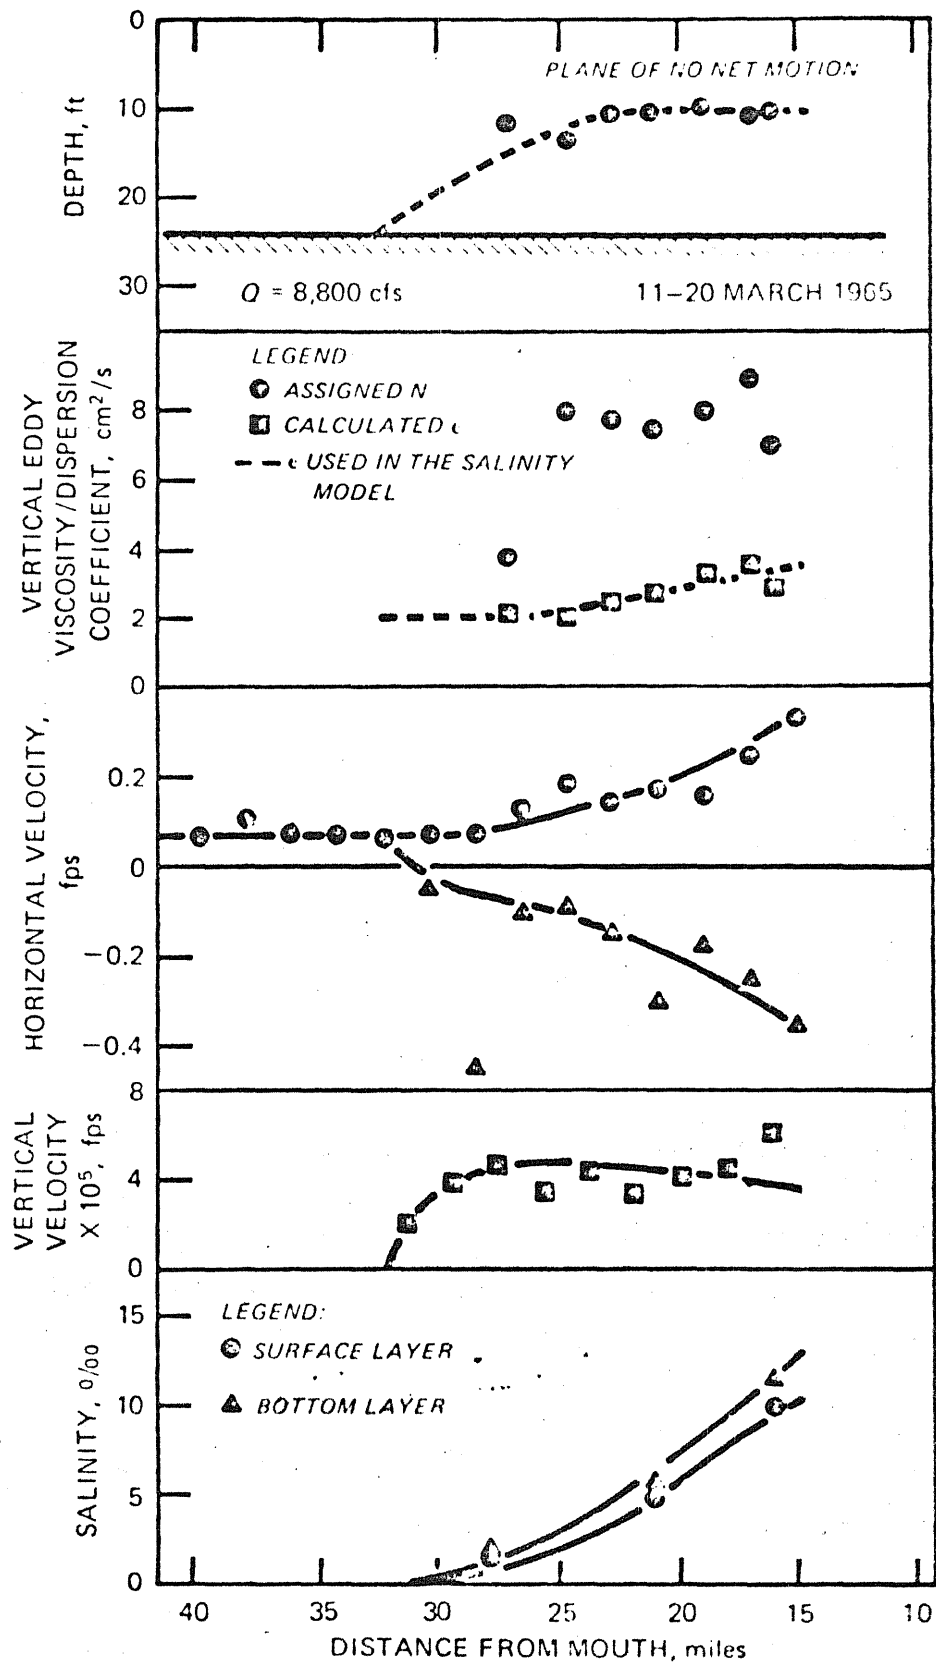 0
PLANE OF NO NET MOTION
10
DEPTH, ft
20
30
Q = 8,800 cfs
11–20 MARCH 1965
LEGEND
ASSIGNED N
CALCULATED ϵ
ϵ USED IN THE SALINITY
MODEL
VERTICAL EDDY
VISCOSITY/DISPERSION
COEFFICIENT, cm²/s
8
6
4
2
0
HORIZONTAL VELOCITY,
fps
0.2
0
-0.2
-0.4
VERTICAL
VELOCITY
X 10⁵, fps
8
4
0
LEGEND:
SURFACE LAYER
BOTTOM LAYER
SALINITY, 0/00
15
10
5
0
40 35 30 25 20 15 10
DISTANCE FROM MOUTH, miles